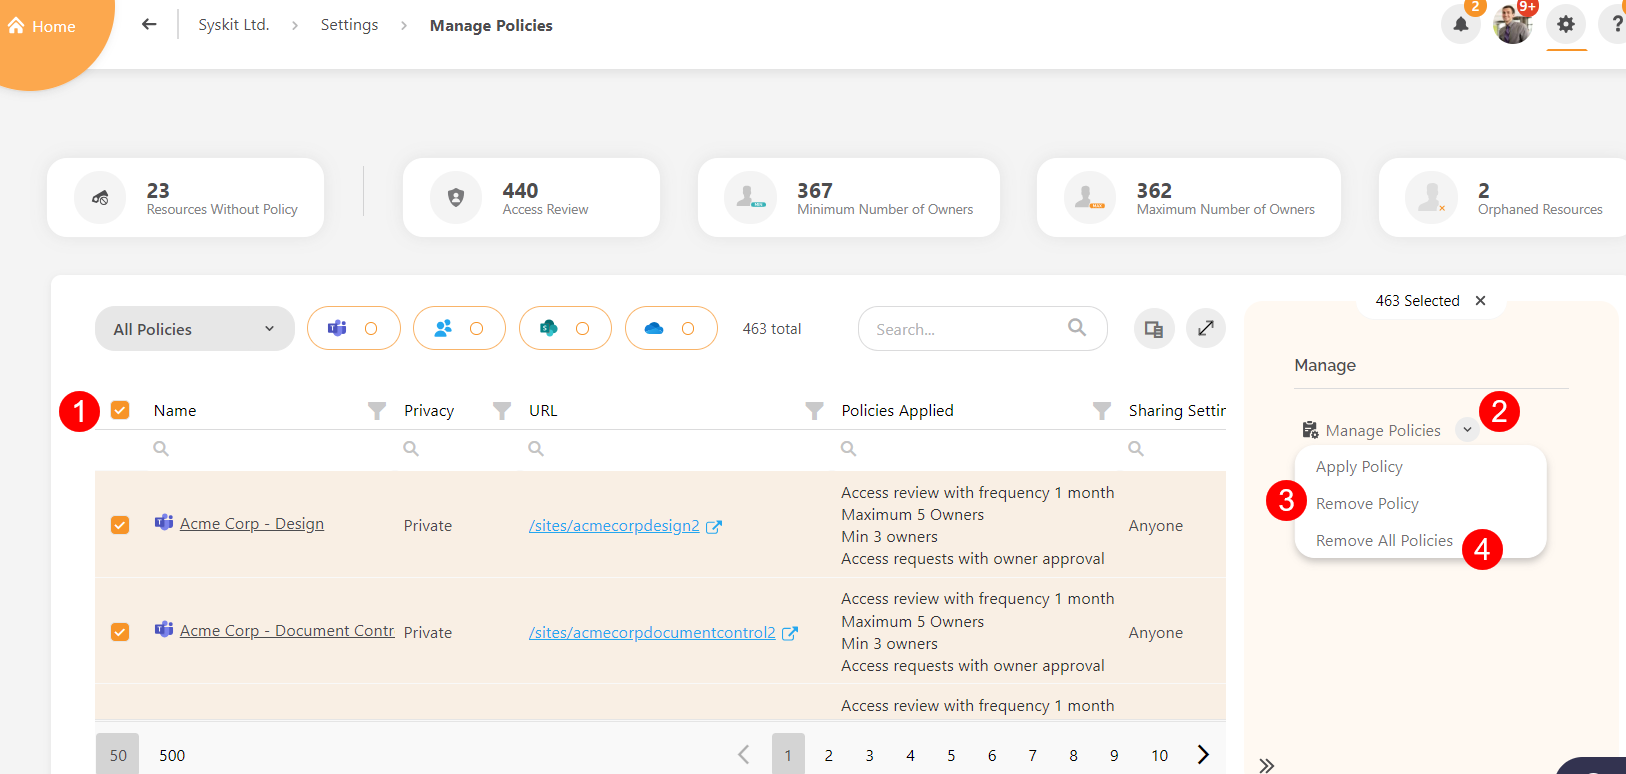 Home
Syskit Ltd. > Settings > Manage Policies
2
9+
?
23
Resources Without Policy
440
Access Review
367
Minimum Number of Owners
362
Maximum Number of Owners
2
Orphaned Resources
All Policies
463 total
Search...
463 Selected
Manage
1
Name
Privacy
URL
Policies Applied
Sharing Settin
2
Manage Policies
Apply Policy
3
Remove Policy
Remove All Policies
4
Acme Corp - Design
Private
/sites/acmecorpdesign2
Access review with frequency 1 month
Maximum 5 Owners
Min 3 owners
Access requests with owner approval
Anyone
Acme Corp - Document Contr
Private
/sites/acmecorpdocumentcontrol2
Access review with frequency 1 month
Maximum 5 Owners
Min 3 owners
Access requests with owner approval
Anyone
Access review with frequency 1 month
50 500
1 2 3 4 5 6 7 8 9 10